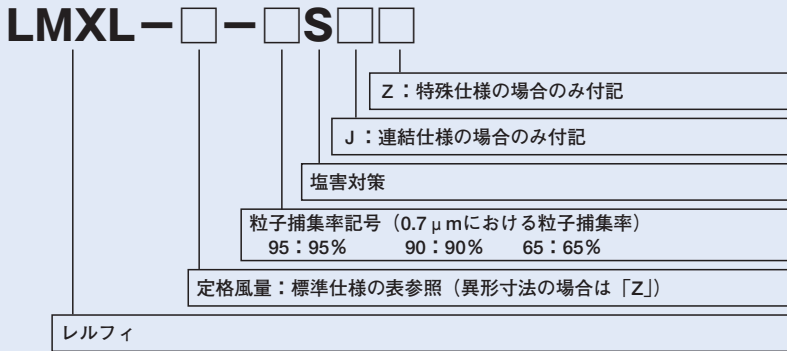 LMXL－□－□S□□
Z：特殊仕様の場合のみ付記
J：連結仕様の場合のみ付記
塩害対策
粒子捕集率記号（0.7μmにおける粒子捕集率）
95：95%　90：90%　65：65%
定格風量：標準仕様の表参照（異形寸法の場合は「Z」）
レルフィ